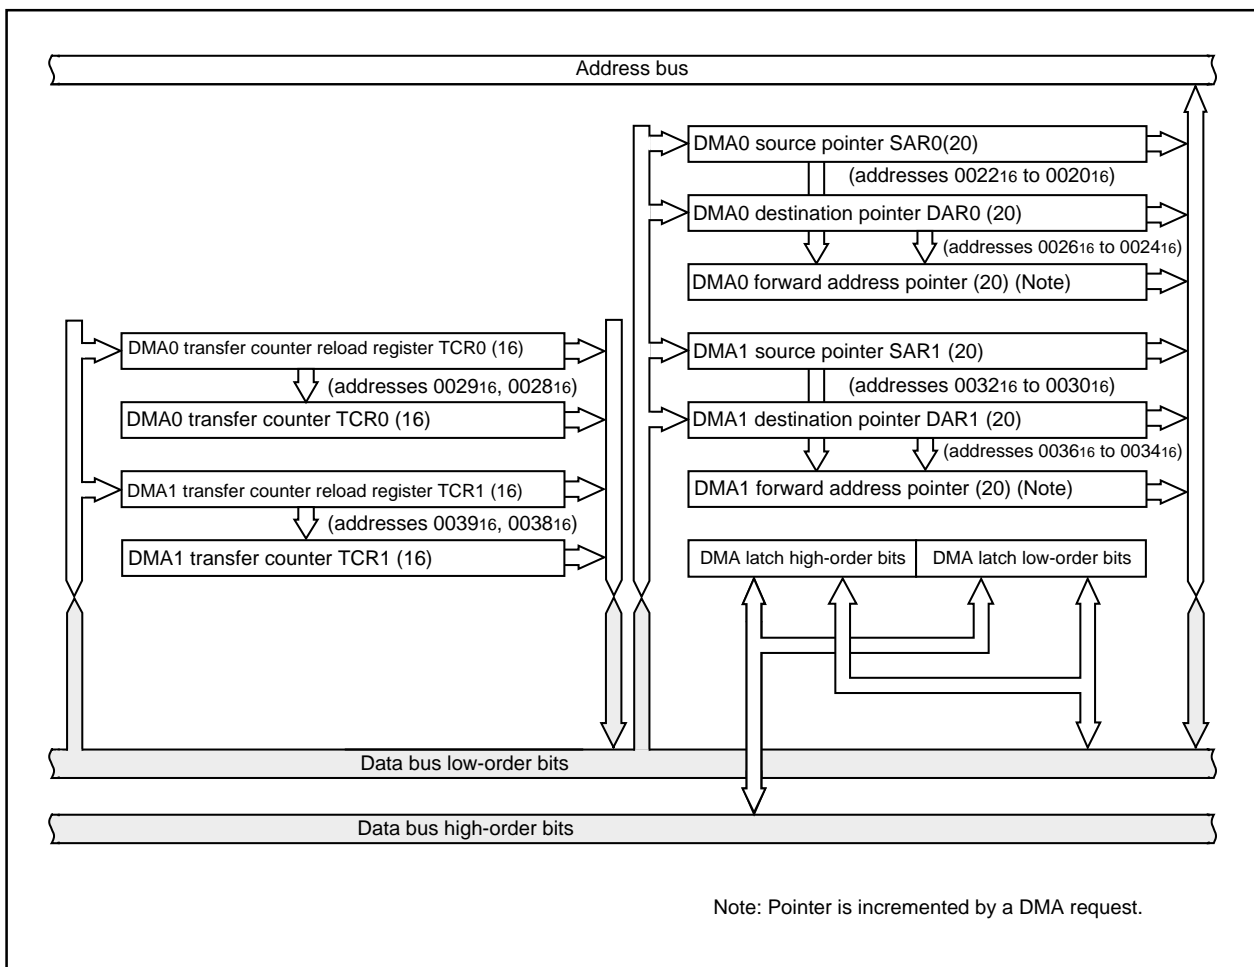 Address bus
DMA0 source pointer SAR0(20)
(addresses 002216 to 002016)
DMA0 destination pointer DAR0 (20)
(addresses 002616 to 002416)
DMA0 forward address pointer (20) (Note)
DMA0 transfer counter reload register TCR0 (16)
(addresses 002916, 002816)
DMA0 transfer counter TCR0 (16)
DMA1 transfer counter reload register TCR1 (16)
(addresses 003916, 003816)
DMA1 transfer counter TCR1 (16)
DMA1 source pointer SAR1 (20)
(addresses 003216 to 003016)
DMA1 destination pointer DAR1 (20)
(addresses 003616 to 003416)
DMA1 forward address pointer (20) (Note)
DMA latch high-order bits
DMA latch low-order bits
Data bus low-order bits
Data bus high-order bits
Note: Pointer is incremented by a DMA request.